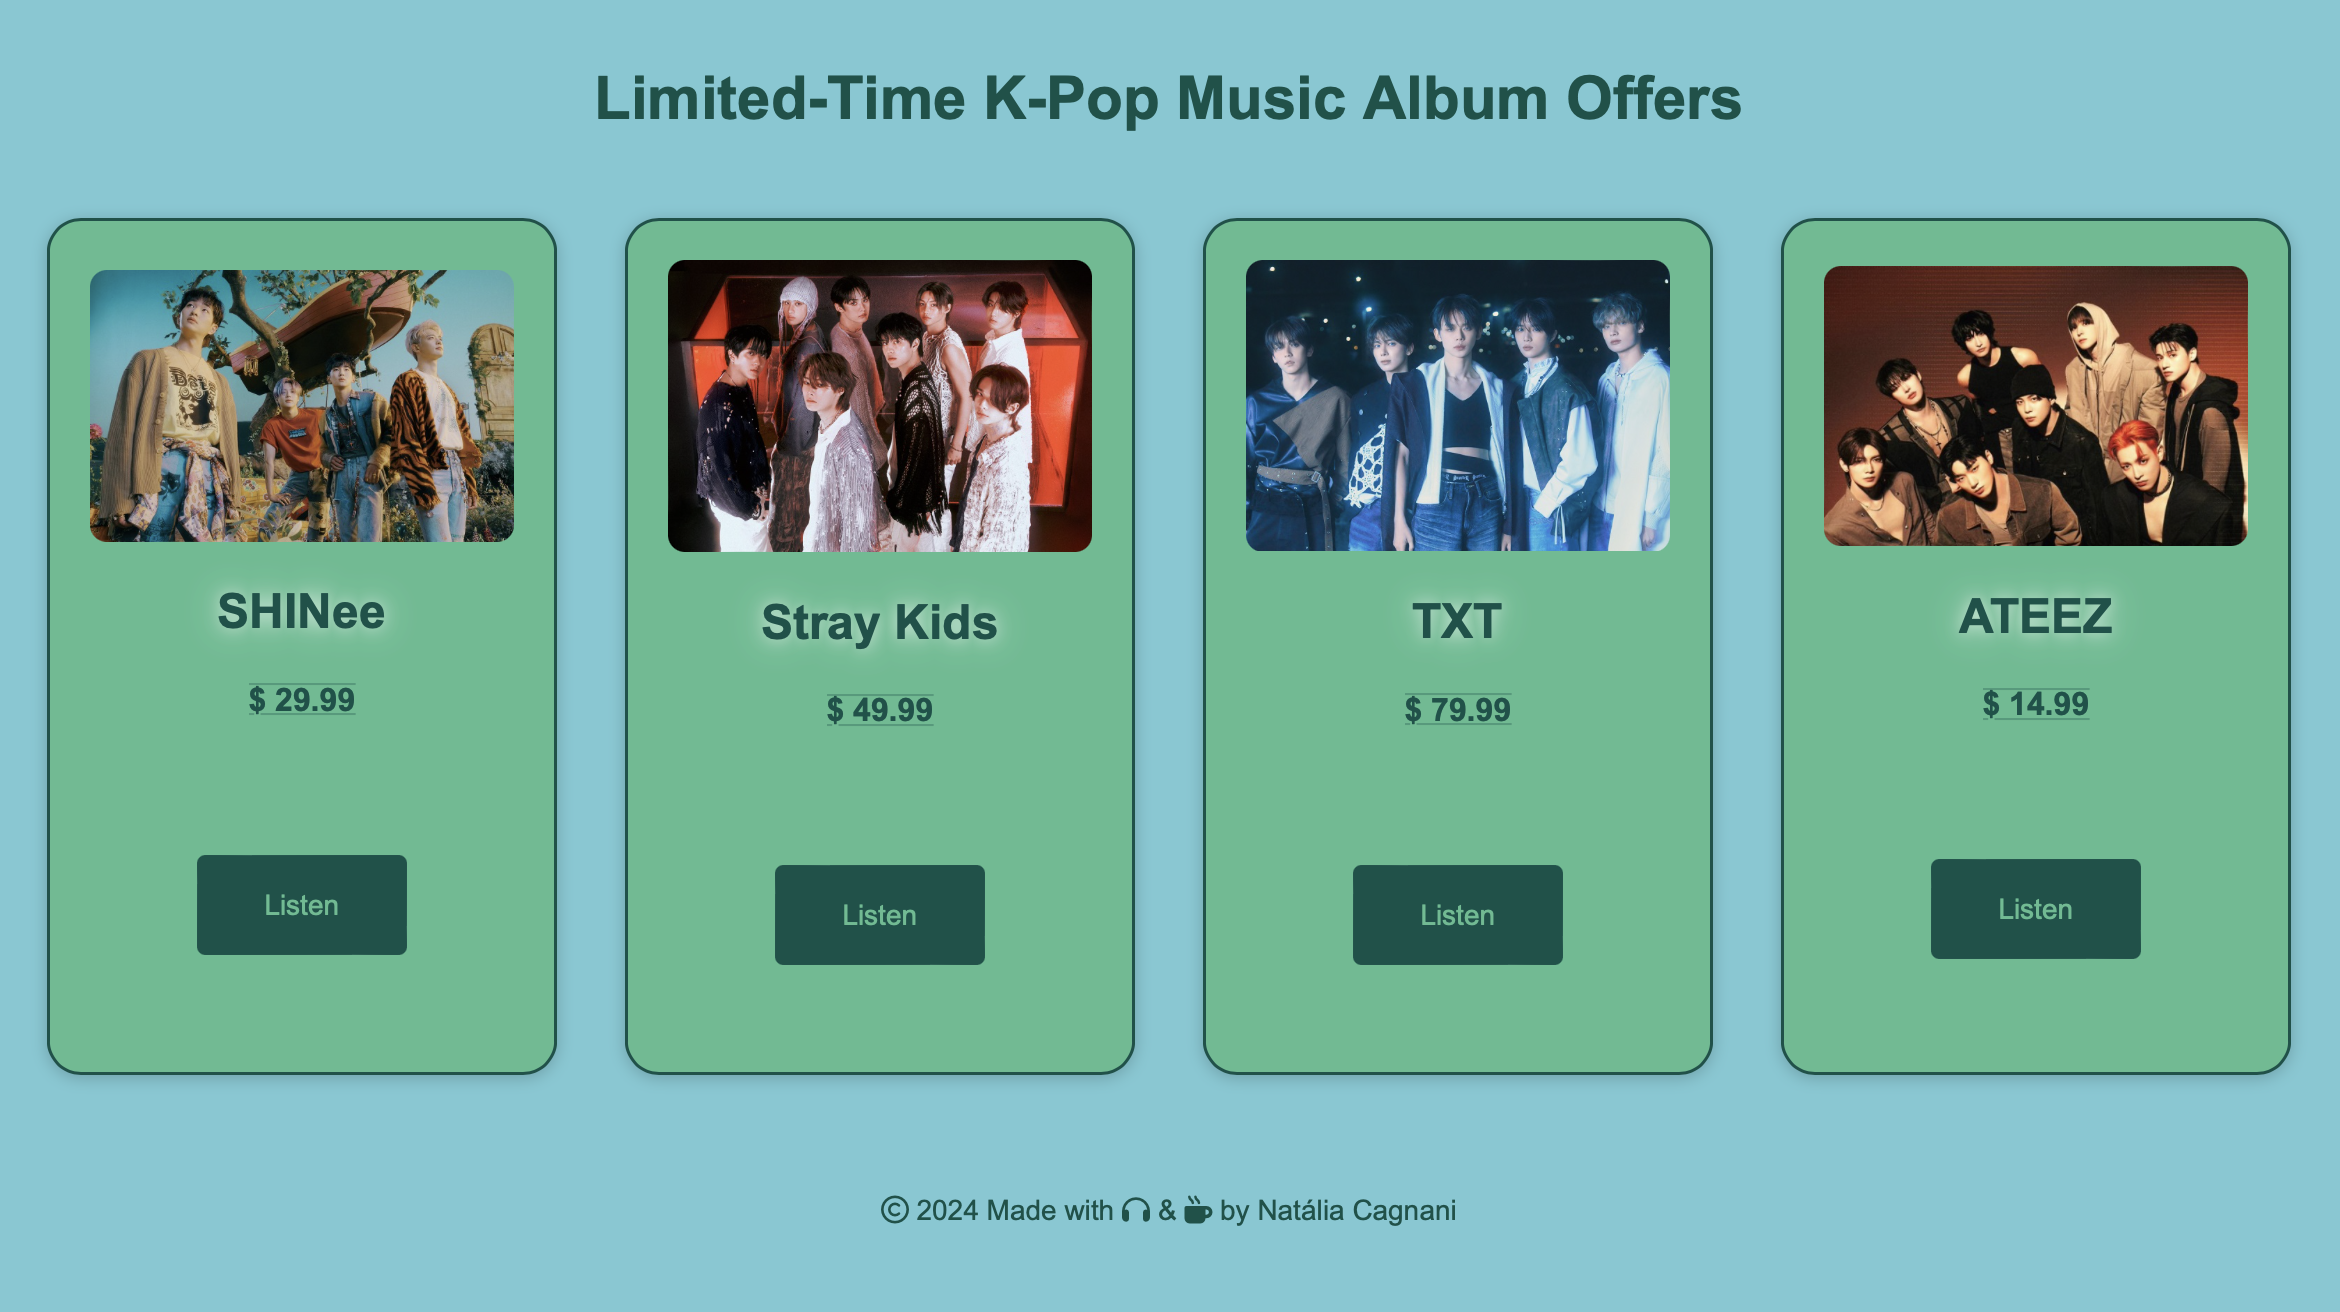 Limited-Time K-Pop Music Album Offers
SHINee
$ 29.99
Listen
Stray Kids
$ 49.99
Listen
TXT
$ 79.99
Listen
ATEEZ
$ 14.99
Listen
© 2024 Made with & by Natália Cagnani